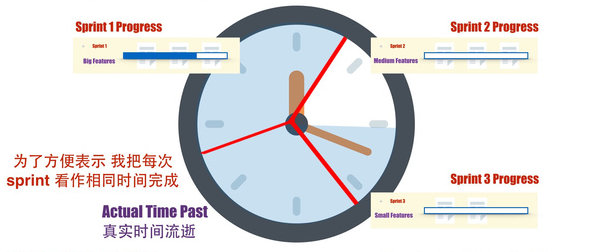 Sprint 1 Progress
Sprint 1
Big Features
Sprint 2 Progress
Sprint 2
Medium Features
为了方便表示 我把每次
sprint 看作相同时间完成
Actual Time Past
真实时间流逝
Sprint 3 Progress
Sprint 3
Small Features